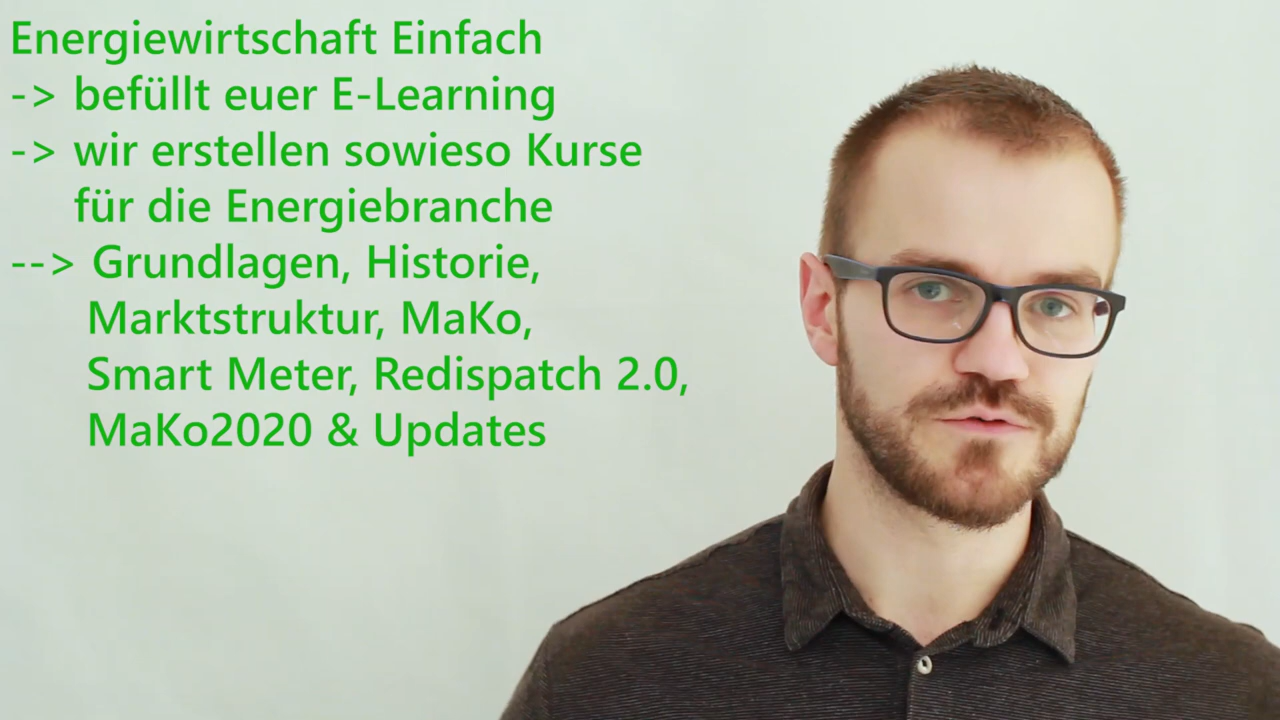 Energiewirtschaft Einfach
-> befüllt euer E-Learning
-> wir erstellen sowieso Kurse
für die Energiebranche
--> Grundlagen, Historie,
Marktstruktur, MaKo,
Smart Meter, Redispatch 2.0,
MaKo2020 & Updates